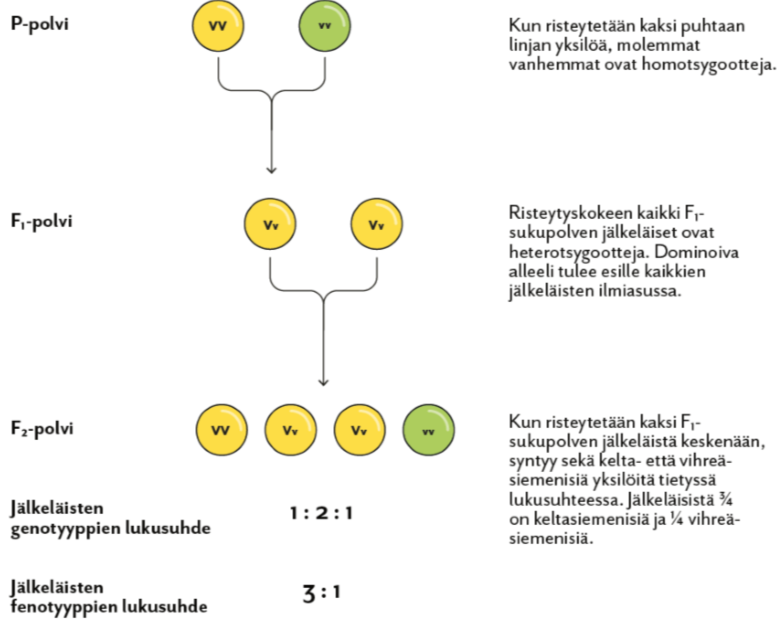 P-polvi
VV
vv
Kun risteytetään kaksi puhtaan
linjan yksilöä, molemmat
vanhemmat ovat homotsygootteja.
F₁-polvi
Vv
Vv
Risteytyskokeen kaikki F₁-
sukupolven jälkeläiset ovat
heterotsygootteja. Dominoiva
alleeli tulee esille kaikkien
jälkeläisten ilmiasussa.
F₂-polvi
VV
Vv
Vv
vv
Kun risteytetään kaksi F₁-
sukupolven jälkeläistä keskenään,
syntyy sekä kelta- että vihreä-
siemenisiä yksilöitä tietyssä
lukusuhteessa. Jälkeläisistä ¾
on keltasiemenisiä ja ¼ vihreä-
siemenisiä.
Jälkeläisten
genotyyppien lukusuhde
1 : 2 : 1
Jälkeläisten
fenotyyppien lukusuhde
3 : 1